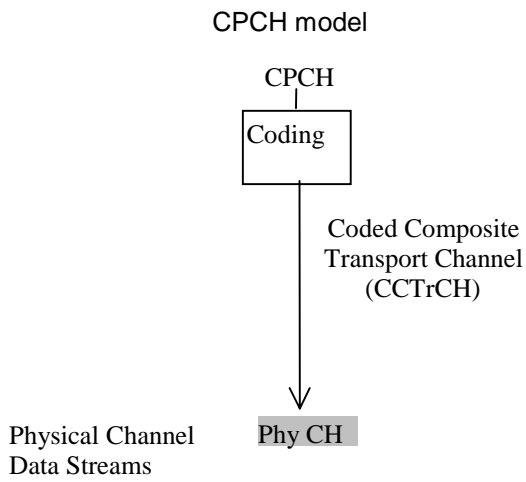 CPCH model
CPCH
Coding
Coded Composite
Transport Channel
(CCTrCH)
Physical Channel
Data Streams
Phy CH